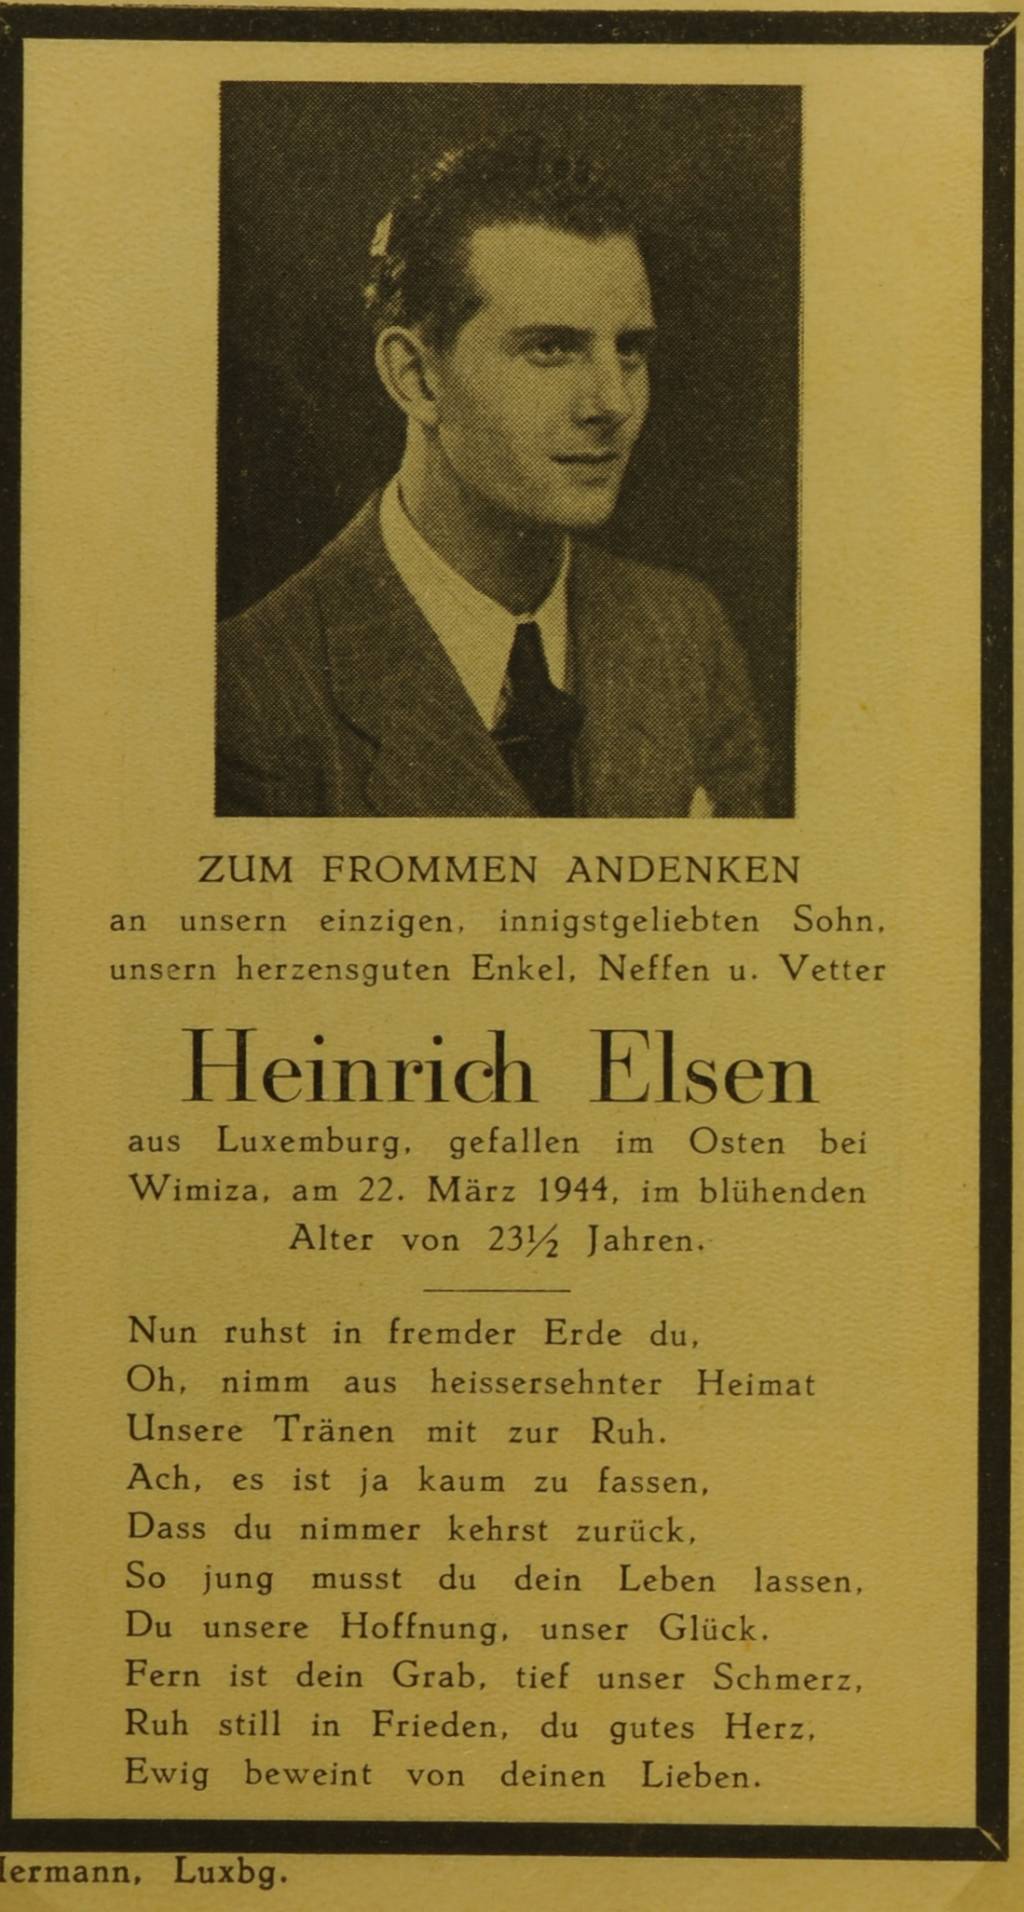 ZUM FROMMEN ANDENKEN
an unsern einzigen, innigstgeliebten Sohn,
unsern herzensguten Enkel, Neffen u. Vetter
Heinrich Elsen
aus Luxemburg, gefallen im Osten bei
Wimiza, am 22. März 1944, im blühenden
Alter von 23½ Jahren.
Nun ruhst in fremder Erde du,
Oh, nimm aus heissersehnter Heimat
Unsere Tränen mit zur Ruh.
Ach, es ist ja kaum zu fassen,
Dass du nimmer kehrst zurück,
So jung musst du dein Leben lassen,
Du unsere Hoffnung, unser Glück.
Fern ist dein Grab, tief unser Schmerz,
Ruh still in Frieden, du gutes Herz,
Ewig beweint von deinen Lieben.
Hermann, Luxbg.